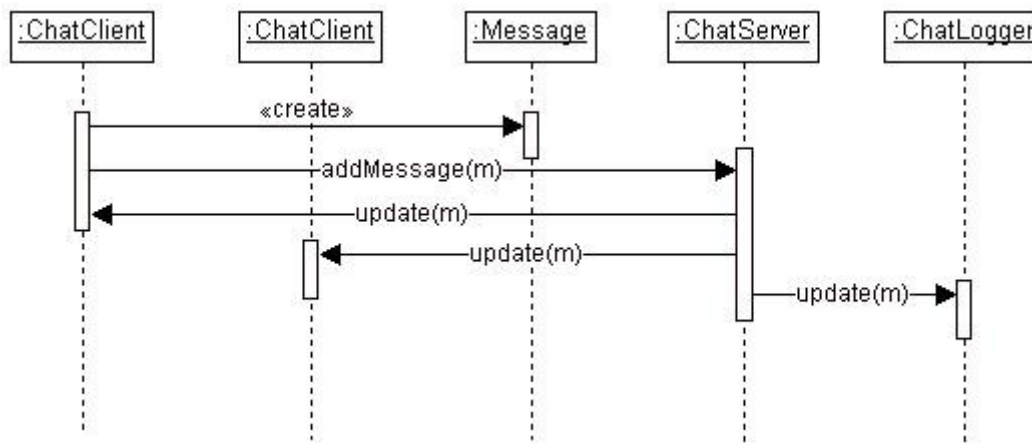 :ChatClient
:ChatClient
:Message
:ChatServer
:ChatLogger
«create»
addMessage(m)
update(m)
update(m)
update(m)